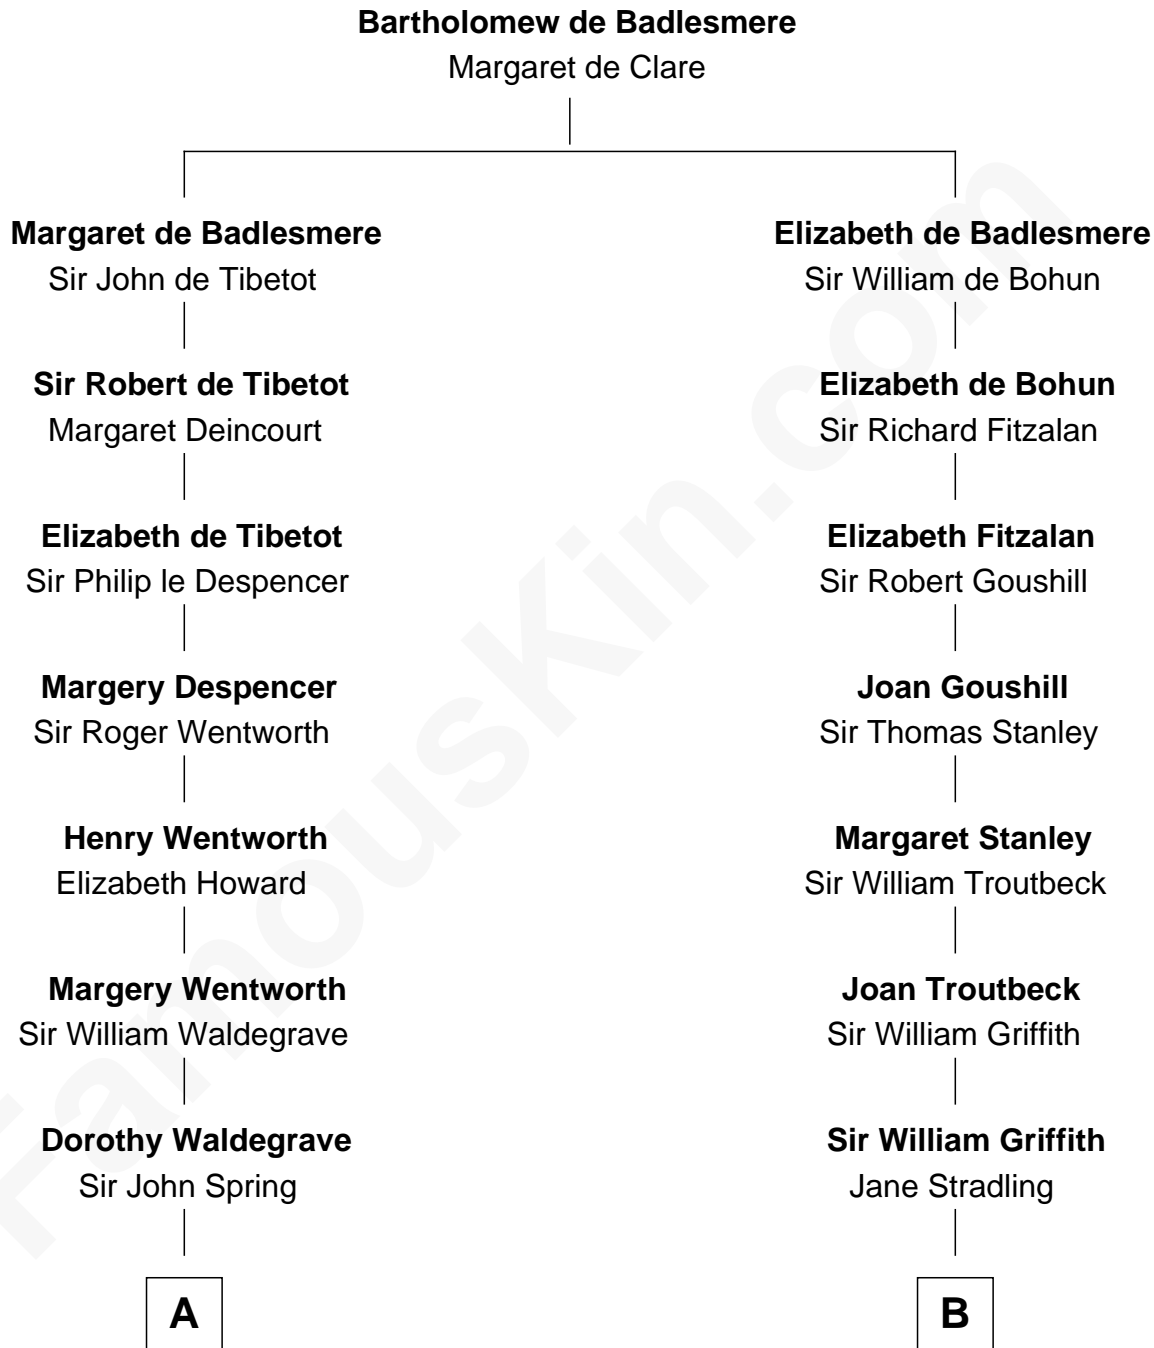 Bartholomew de Badlesmere
Margaret de Clare
Margaret de Badlesmere
Sir John de Tibetot
Elizabeth de Badlesmere
Sir William de Bohun
Sir Robert de Tibetot
Margaret Deincourt
Elizabeth de Bohun
Sir Richard Fitzalan
Elizabeth de Tibetot
Sir Philip le Despencer
Elizabeth Fitzalan
Sir Robert Goushill
Margery Despencer
Sir Roger Wentworth
Joan Goushill
Sir Thomas Stanley
Henry Wentworth
Elizabeth Howard
Margaret Stanley
Sir William Troutbeck
Margery Wentworth
Sir William Waldegrave
Joan Troutbeck
Sir William Griffith
Dorothy Waldegrave
Sir John Spring
Sir William Griffith
Jane Stradling
A
B
FamousKin.com